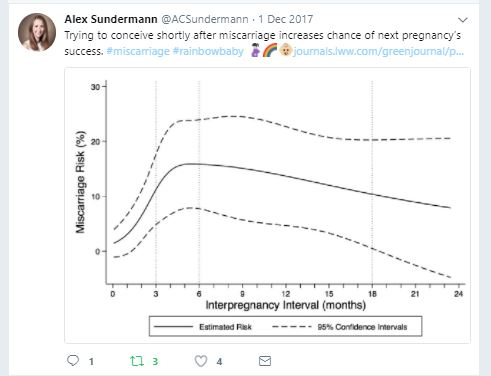 Alex Sundermann @ACSundermann · 1 Dec 2017
Trying to conceive shortly after miscarriage increases chance of next pregnancy's
success. #miscarriage #rainbowbaby 🤰🌈👶 journals.lww.com/greenjournal/p...
30
20
10
0
Miscarriage Risk (%)
0 3 6 9 12 15 18 21 24
Interpregnancy Interval (months)
Estimated Risk 95% Confidence Intervals
1 3 4